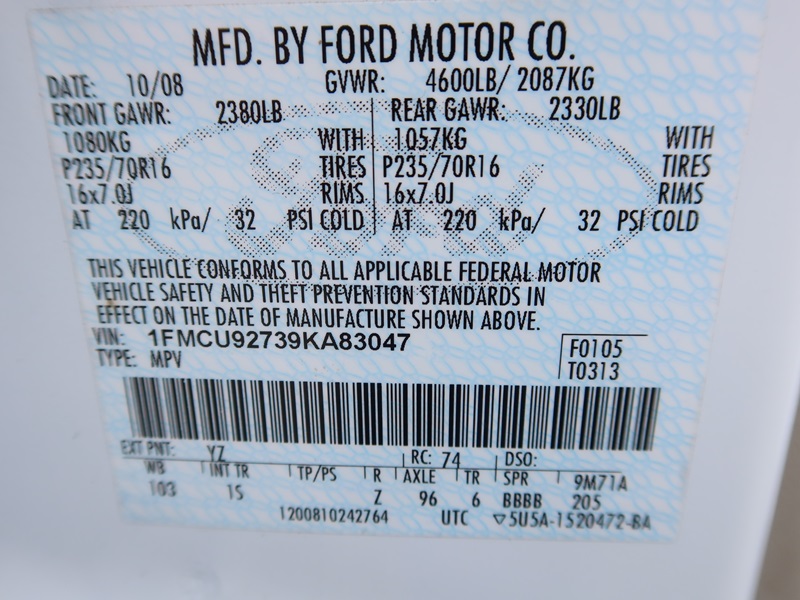 MFD. BY FORD MOTOR CO.
DATE: 10/08 GVWR: 4600LB/ 2087KG
FRONT GAWR: 2380LB REAR GAWR: 2330LB
1080KG WITH 1057KG WITH
P235/70R16 TIRES P235/70R16 TIRES
16x7.0J RIMS 16x7.0J RIMS
AT 220 kPa/ 32 PSI COLD AT 220 kPa/ 32 PSI COLD
THIS VEHICLE CONFORMS TO ALL APPLICABLE FEDERAL MOTOR
VEHICLE SAFETY AND THEFT PREVENTION STANDARDS IN
EFFECT ON THE DATE OF MANUFACTURE SHOWN ABOVE.
VIN: 1FMCU92739KA83047 F0105
TYPE: MPV T0313
EXT PNT: YZ RC: 74 DSO:
WB INT TR TP/PS R AXLE TR SPR 9M71A
103 1S Z 96 6 BBBB 205
1200810242764 UTC ▽5U5A-1520472-BA